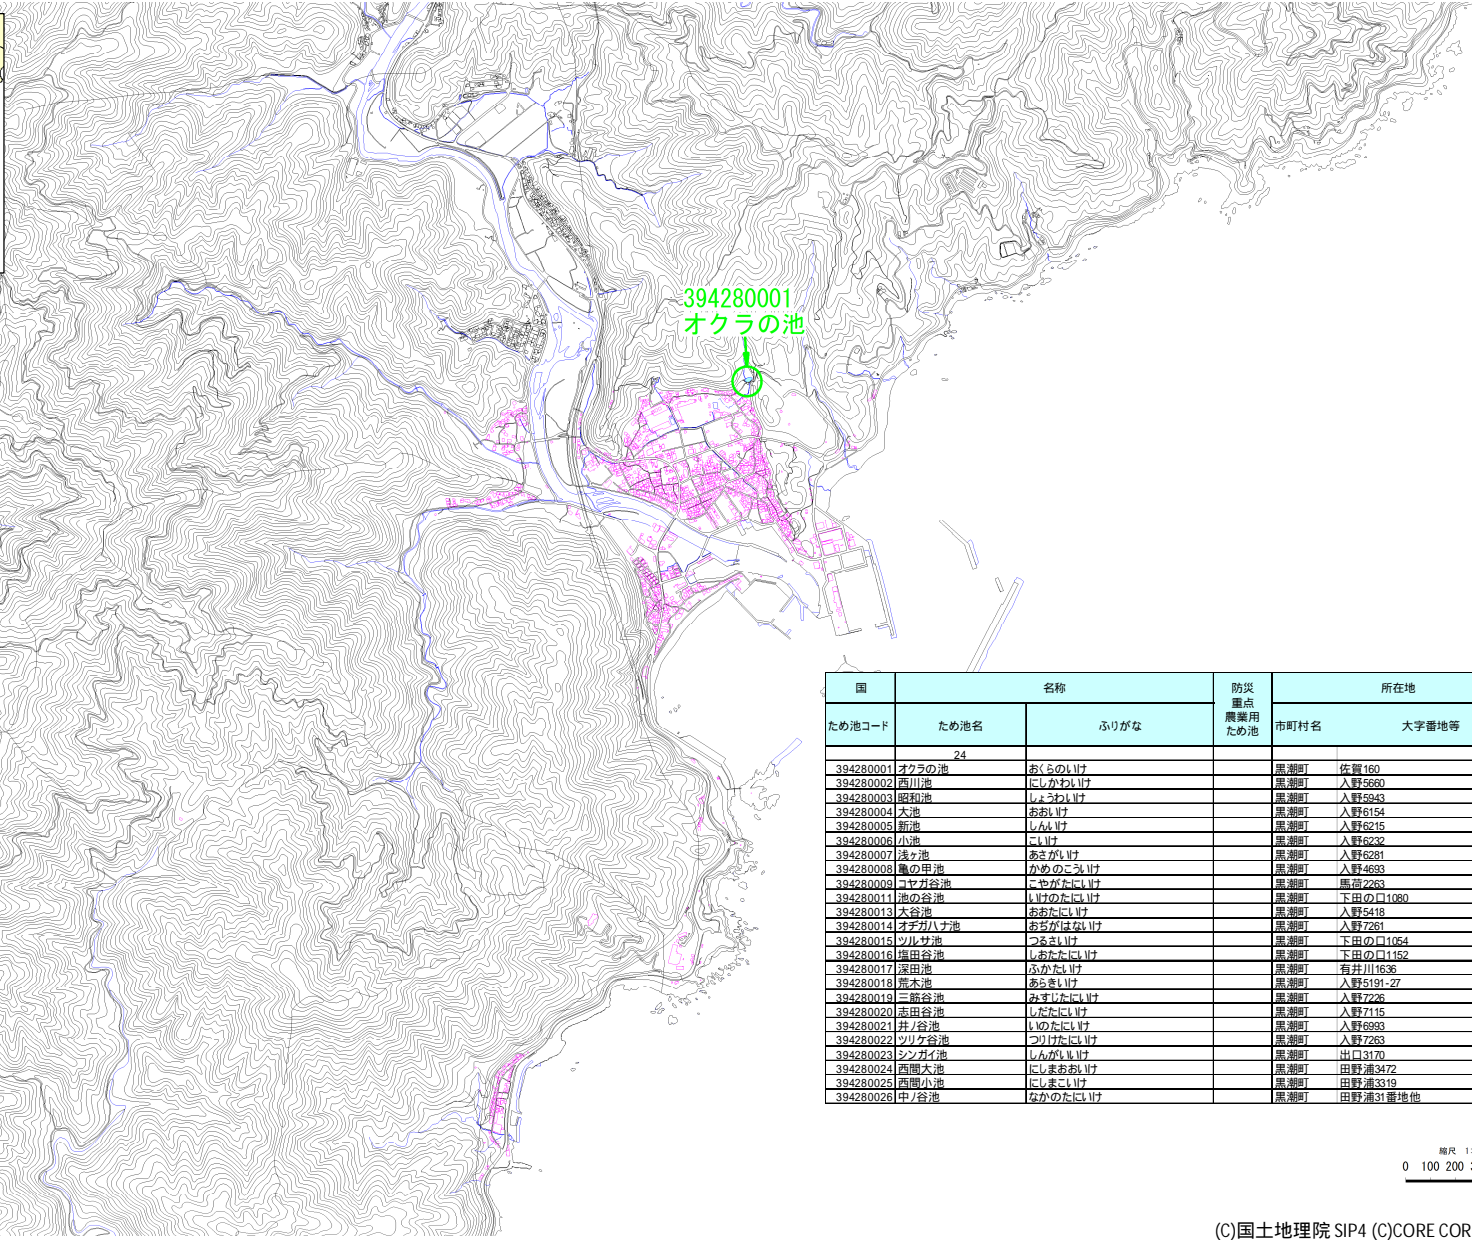 394280001
オクラの池
国 名称 防災重点農業用ため池 所在地
ため池コード ため池名 ふりがな 市町村名 大字番地等
24
394280001 オクラの池 おくらのいけ 黒潮町 佐賀160
394280002 西川池 にしかわいけ 黒潮町 入野5660
394280003 昭和池 しょうわいけ 黒潮町 入野5943
394280004 大池 おおいけ 黒潮町 入野6154
394280005 新池 しんいけ 黒潮町 入野6215
394280006 小池 こいけ 黒潮町 入野6232
394280007 浅ヶ池 あさがいけ 黒潮町 入野6281
394280008 亀の甲池 かめのこういけ 黒潮町 入野4693
394280009 コヤガ谷池 こやがたにいけ 黒潮町 馬荷2263
394280011 池の谷池 いけのたにいけ 黒潮町 下田の口1080
394280013 大谷池 おおたにいけ 黒潮町 入野5418
394280014 オヂガハナ池 おぢがはないけ 黒潮町 入野7261
394280015 ツルサ池 つるさいけ 黒潮町 下田の口1054
394280016 塩田谷池 しおたたにいけ 黒潮町 下田の口1152
394280017 深田池 ふかたいけ 黒潮町 有井川1636
394280018 荒木池 あらきいけ 黒潮町 入野5191-27
394280019 三筋谷池 みすじたにいけ 黒潮町 入野7226
394280020 志田谷池 しだたにいけ 黒潮町 入野7115
394280021 井ノ谷池 いのたにいけ 黒潮町 入野6993
394280022 ツリケ谷池 つりけたにいけ 黒潮町 入野7263
394280023 シンガイ池 しんがいいけ 黒潮町 出口3170
394280024 西間大池 にしまおおいけ 黒潮町 田野浦3472
394280025 西間小池 にしまこいけ 黒潮町 田野浦3319
394280026 中ノ谷池 なかのたにいけ 黒潮町 田野浦31番地他
縮尺 1:
0 100 200
(C)国土地理院 SIP4 (C)CORE COR